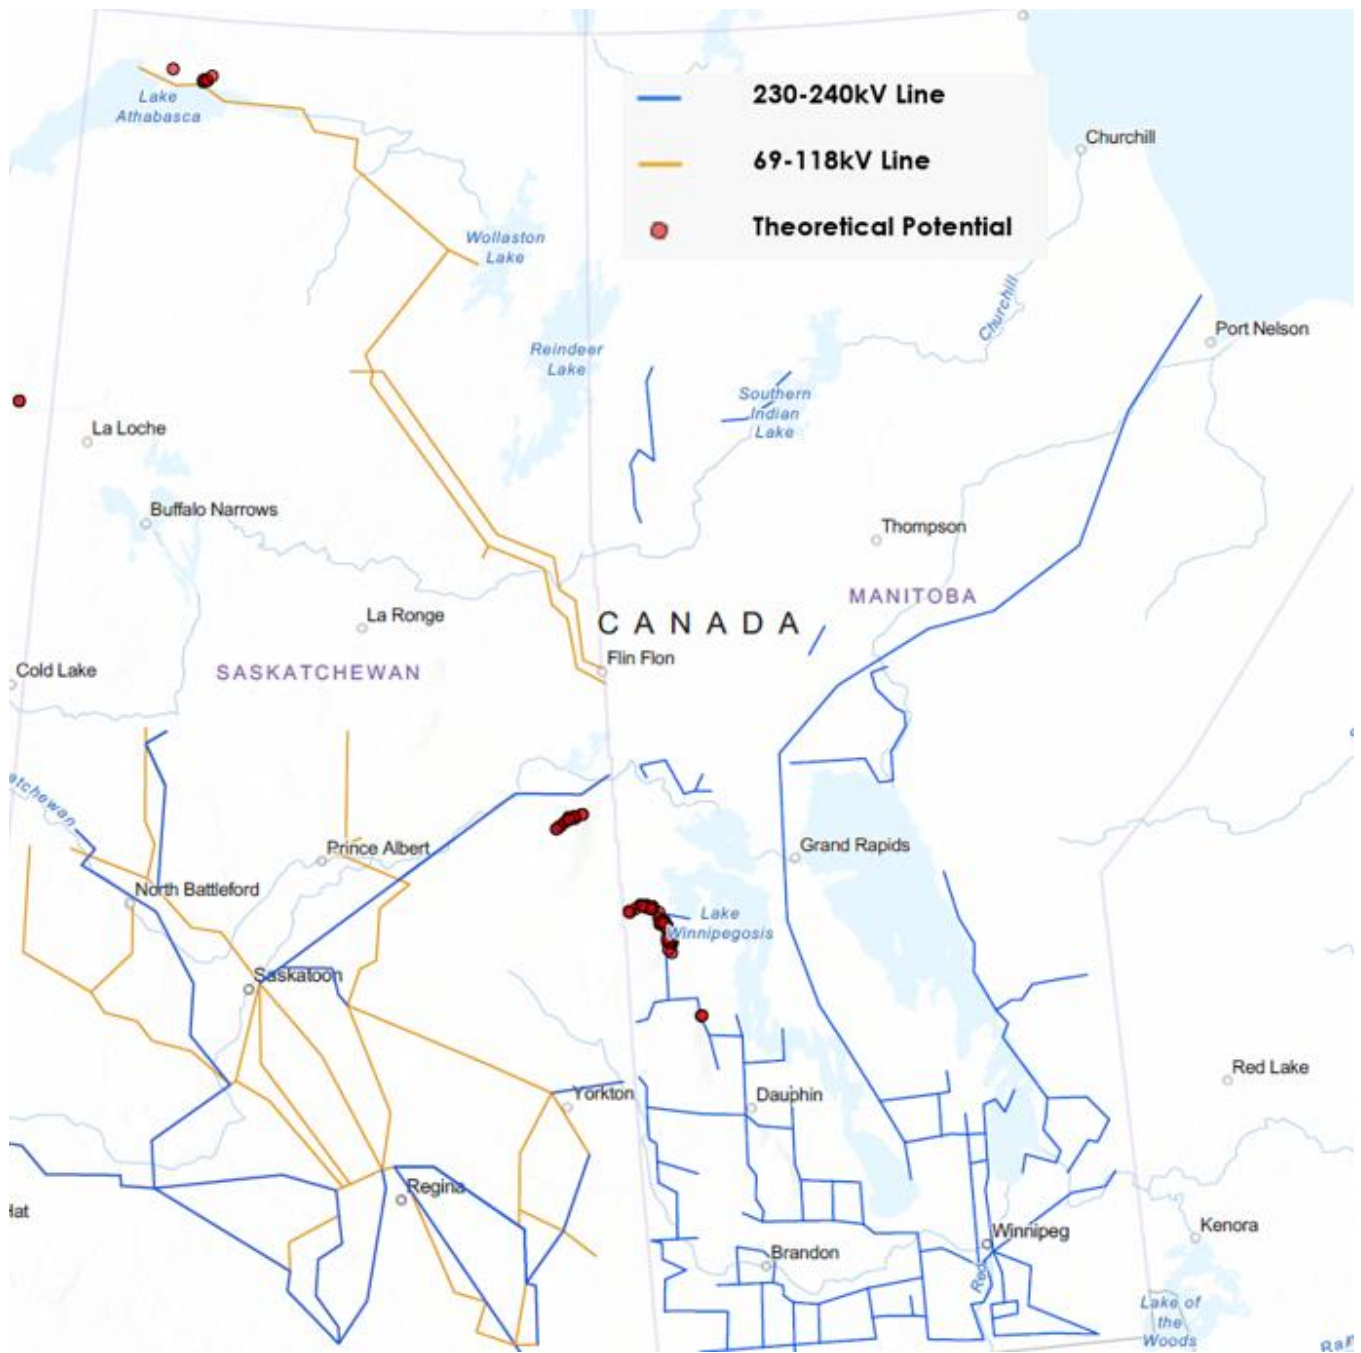 230-240kV Line
69-118kV Line
Theoretical Potential
Lake
Athabasca
Churchill
Wollaston
Lake
Churchill
Port Nelson
Reindeer
Lake
Southern
Indian
Lake
La Loche
Buffalo Narrows
Thompson
MANITOBA
La Ronge
CANADA
Flin Flon
Cold Lake
SASKATCHEWAN
atchewan
Prince Albert
Grand Rapids
North Battleford
Lake
Winnipegosis
Saskatoon
Red Lake
Yorkton
Dauphin
Regina
Hat
Kenora
Winnipeg
Brandon
Red
Lake of
the
Woods
Rai